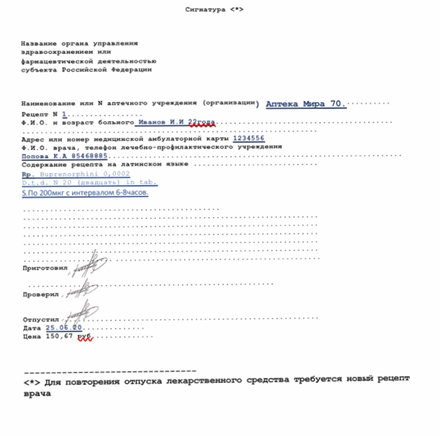 Сигнатура <*>
Название органа управления
здравоохранением или
фармацевтической деятельностью
субъекта Российской Федерации
Наименование или N аптечного учреждения (организации) Аптека Мира 70.
Рецепт N 1
Ф.И.О. и возраст больного Иванов И.И 22года
Адрес или номер медицинской амбулаторной карты 1234556
Ф.И.О. врача, телефон лечебно-профилактического учреждения
Попова К.А 85468885
Содержание рецепта на латинском языке
Rp. Buprenorphini 0,0002
D.t.d. N 20 (двадцать) in tab.
S.По 200мкг с интервалом 6-8часов.
Приготовил
Проверил
Отпустил
Дата 25.06.20
Цена 150,67 руб
<*> Для повторения отпуска лекарственного средства требуется новый рецепт
врача